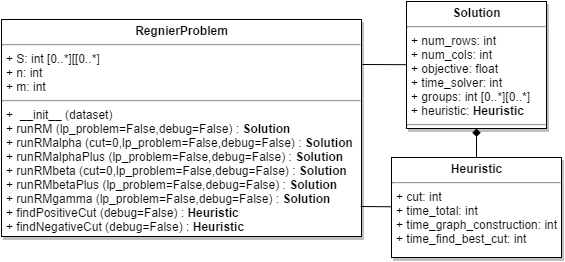 RegnierProblem
+ S: int [0..*][[0..*]
+ n: int
+ m: int
+ __init__ (dataset)
+ runRM (lp_problem=False,debug=False) : Solution
+ runRMalpha (cut=0,lp_problem=False,debug=False) : Solution
+ runRMalphaPlus (lp_problem=False,debug=False) : Solution
+ runRMbeta (cut=0,lp_problem=False,debug=False) : Solution
+ runRMbetaPlus (lp_problem=False,debug=False) : Solution
+ runRMgamma (lp_problem=False,debug=False) : Solution
+ findPositiveCut (debug=False) : Heuristic
+ findNegativeCut (debug=False) : Heuristic
Solution
+ num_rows: int
+ num_cols: int
+ objective: float
+ time_solver: int
+ groups: int [0..*][0..*]
+ heuristic: Heuristic
Heuristic
+ cut: int
+ time_total: int
+ time_graph_construction: int
+ time_find_best_cut: int